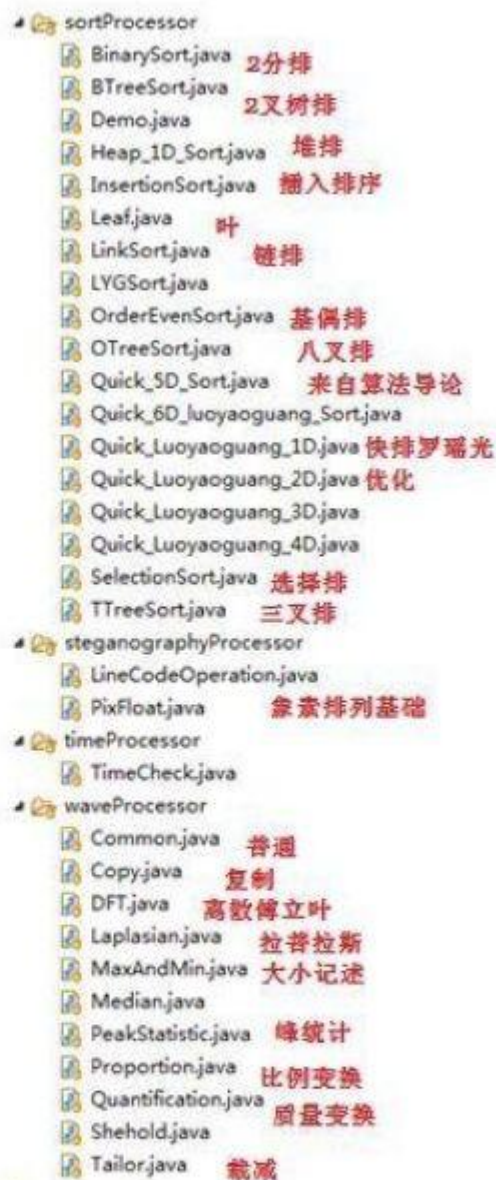 sortProcessor
BinarySort.java 2分排
BTreeSort.java
2叉树排
Demo.java
Heap_1D_Sort.java 堆排
InsertionSort.java 插入排序
Leaf.java 叶
LinkSort.java 链排
LYGSort.java
OrderEvenSort.java 基偶排
OTreeSort.java 八叉排
Quick_5D_Sort.java 来自算法导论
Quick_6D_luoyaoguang_Sort.java
Quick_Luoyaoguang_1D.java 快排罗瑶光
Quick_Luoyaoguang_2D.java 优化
Quick_Luoyaoguang_3D.java
Quick_Luoyaoguang_4D.java
SelectionSort.java 选择排
TTreeSort.java 三叉排
steganographyProcessor
LineCodeOperation.java
PixFloat.java 象素排列基础
timeProcessor
TimeCheck.java
waveProcessor
Common.java 普通
Copy.java 复制
DFT.java 离散傅立叶
Laplasian.java 拉普拉斯
MaxAndMin.java 大小记述
Median.java
PeakStatistic.java 峰统计
Proportion.java 比例变换
Quantification.java 质量变换
Shehold.java
Tailor.java 裁减